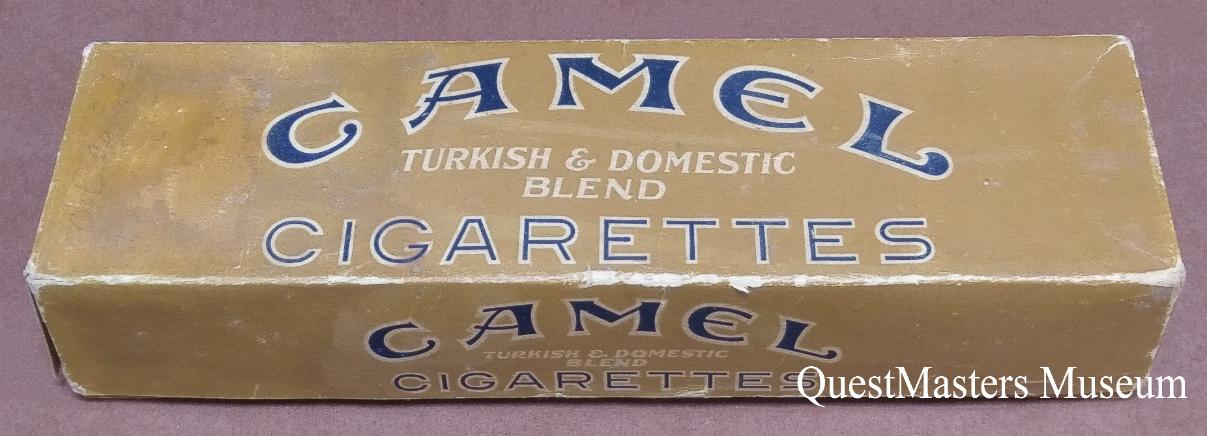 CAMEL
TURKISH & DOMESTIC
BLEND
CIGARETTES
CAMEL
TURKISH & DOMESTIC
BLEND
CIGARETTES
QuestMasters Museum